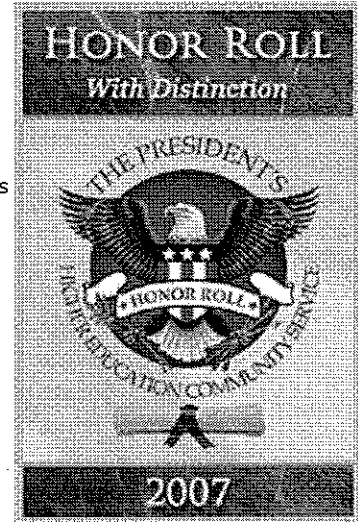 HONOR ROLL
With Distinction
THE PRESIDENT'S
s
HONOR ROLL
HIGHER EDUCATION COMMUNITY SERVICE
2007